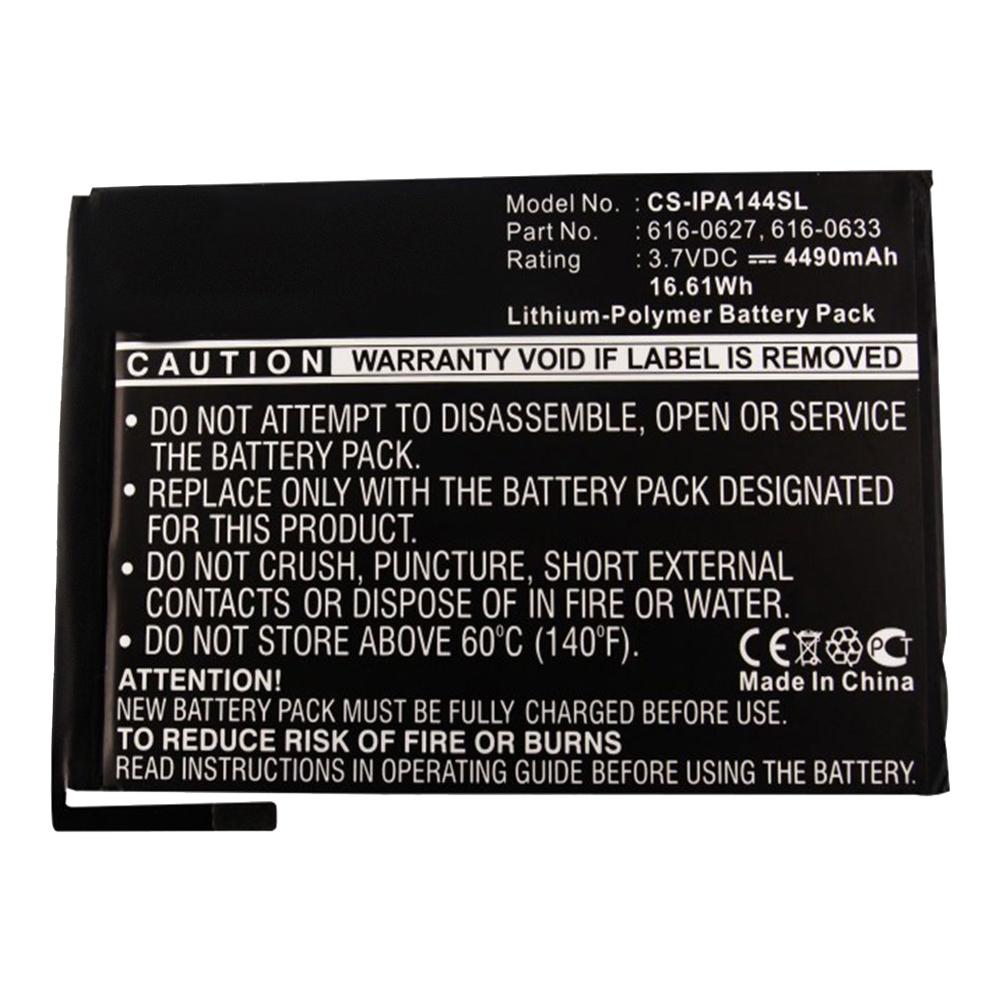 Model No. : CS-IPA144SL
Part No. : 616-0627, 616-0633
Rating : 3.7VDC ⎓ 4490mAh
16.61Wh
Lithium-Polymer Battery Pack
CAUTION WARRANTY VOID IF LABEL IS REMOVED
• DO NOT ATTEMPT TO DISASSEMBLE, OPEN OR SERVICE
THE BATTERY PACK.
• REPLACE ONLY WITH THE BATTERY PACK DESIGNATED
FOR THIS PRODUCT.
• DO NOT CRUSH, PUNCTURE, SHORT EXTERNAL
CONTACTS OR DISPOSE OF IN FIRE OR WATER.
• DO NOT STORE ABOVE 60°C (140°F).
CE PCT
Made In China
ATTENTION!
NEW BATTERY PACK MUST BE FULLY CHARGED BEFORE USE.
TO REDUCE RISK OF FIRE OR BURNS
READ INSTRUCTIONS IN OPERATING GUIDE BEFORE USING THE BATTERY.